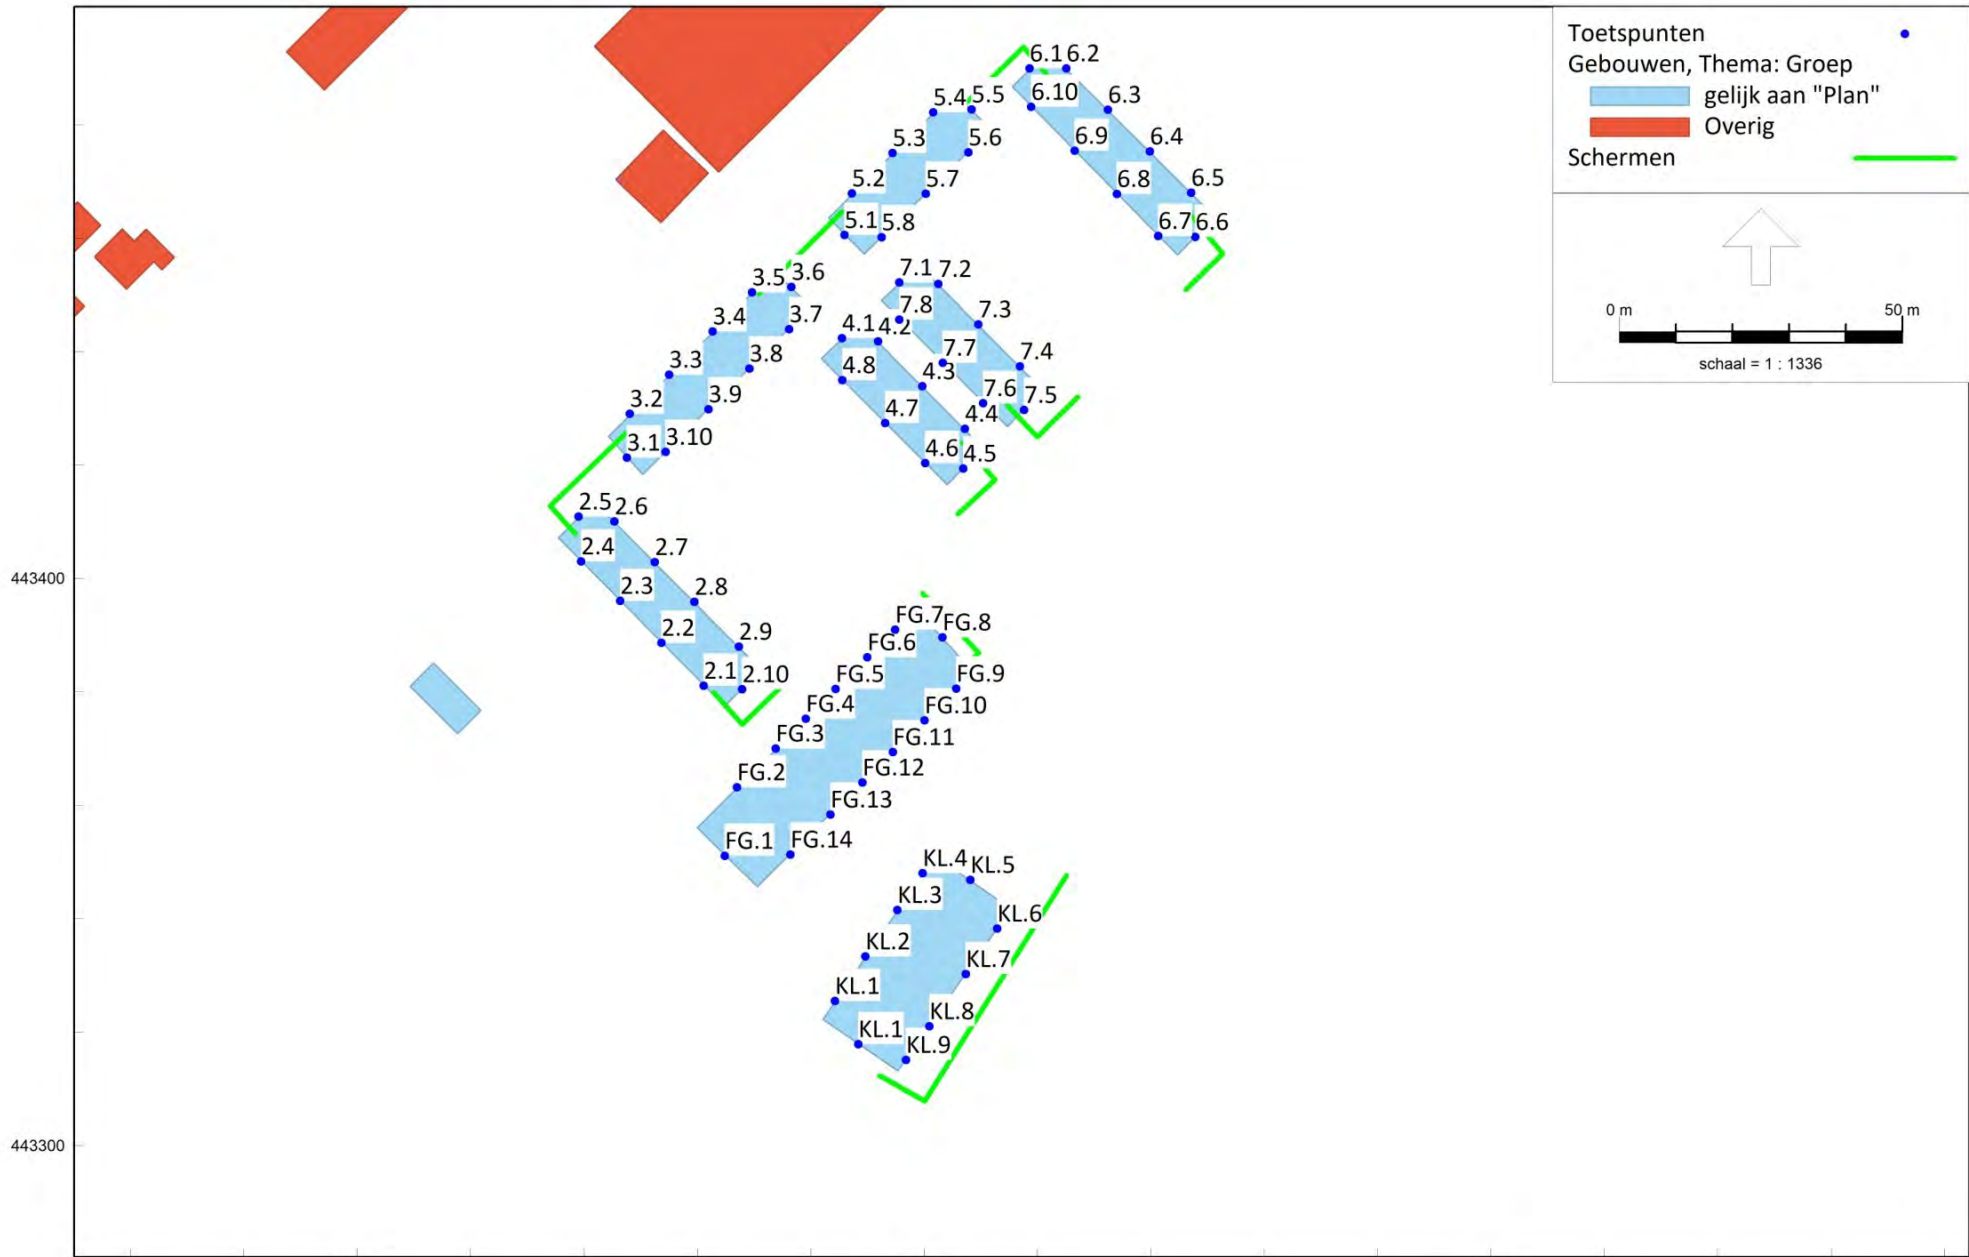 Toetspunten
Gebouwen, Thema: Groep
gelijk aan "Plan"
Overig
Schermen
0 m 50 m
schaal = 1 : 1336
6.1 6.2
6.10 6.3
5.4 5.5
5.3 5.6 6.9 6.4
5.2 5.7 6.8 6.5
5.1 5.8 6.7 6.6
3.5 3.6 7.1 7.2
3.4 3.7 7.8 7.3
4.1 4.2
3.3 3.8 4.8 7.7 4.3 7.4
3.2 3.9 4.7 7.6 7.5
3.1 3.10 4.6 4.4 4.5
2.5 2.6
2.4 2.7
443400
2.3 2.8
2.2 2.9 FG.7 FG.8
FG.6
2.1 2.10 FG.5 FG.9
FG.4 FG.10
FG.3 FG.11
FG.2 FG.12
FG.13
FG.1 FG.14
KL.4 KL.5
KL.3 KL.6
KL.2 KL.7
KL.1 KL.8
KL.1 KL.9
443300